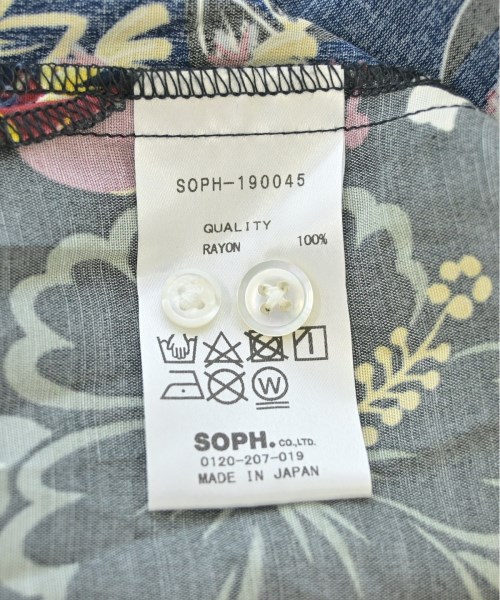 SOPH-190045
QUALITY
RAYON 100%
W
SOPH. CO.,LTD.
0120-207-019
MADE IN JAPAN